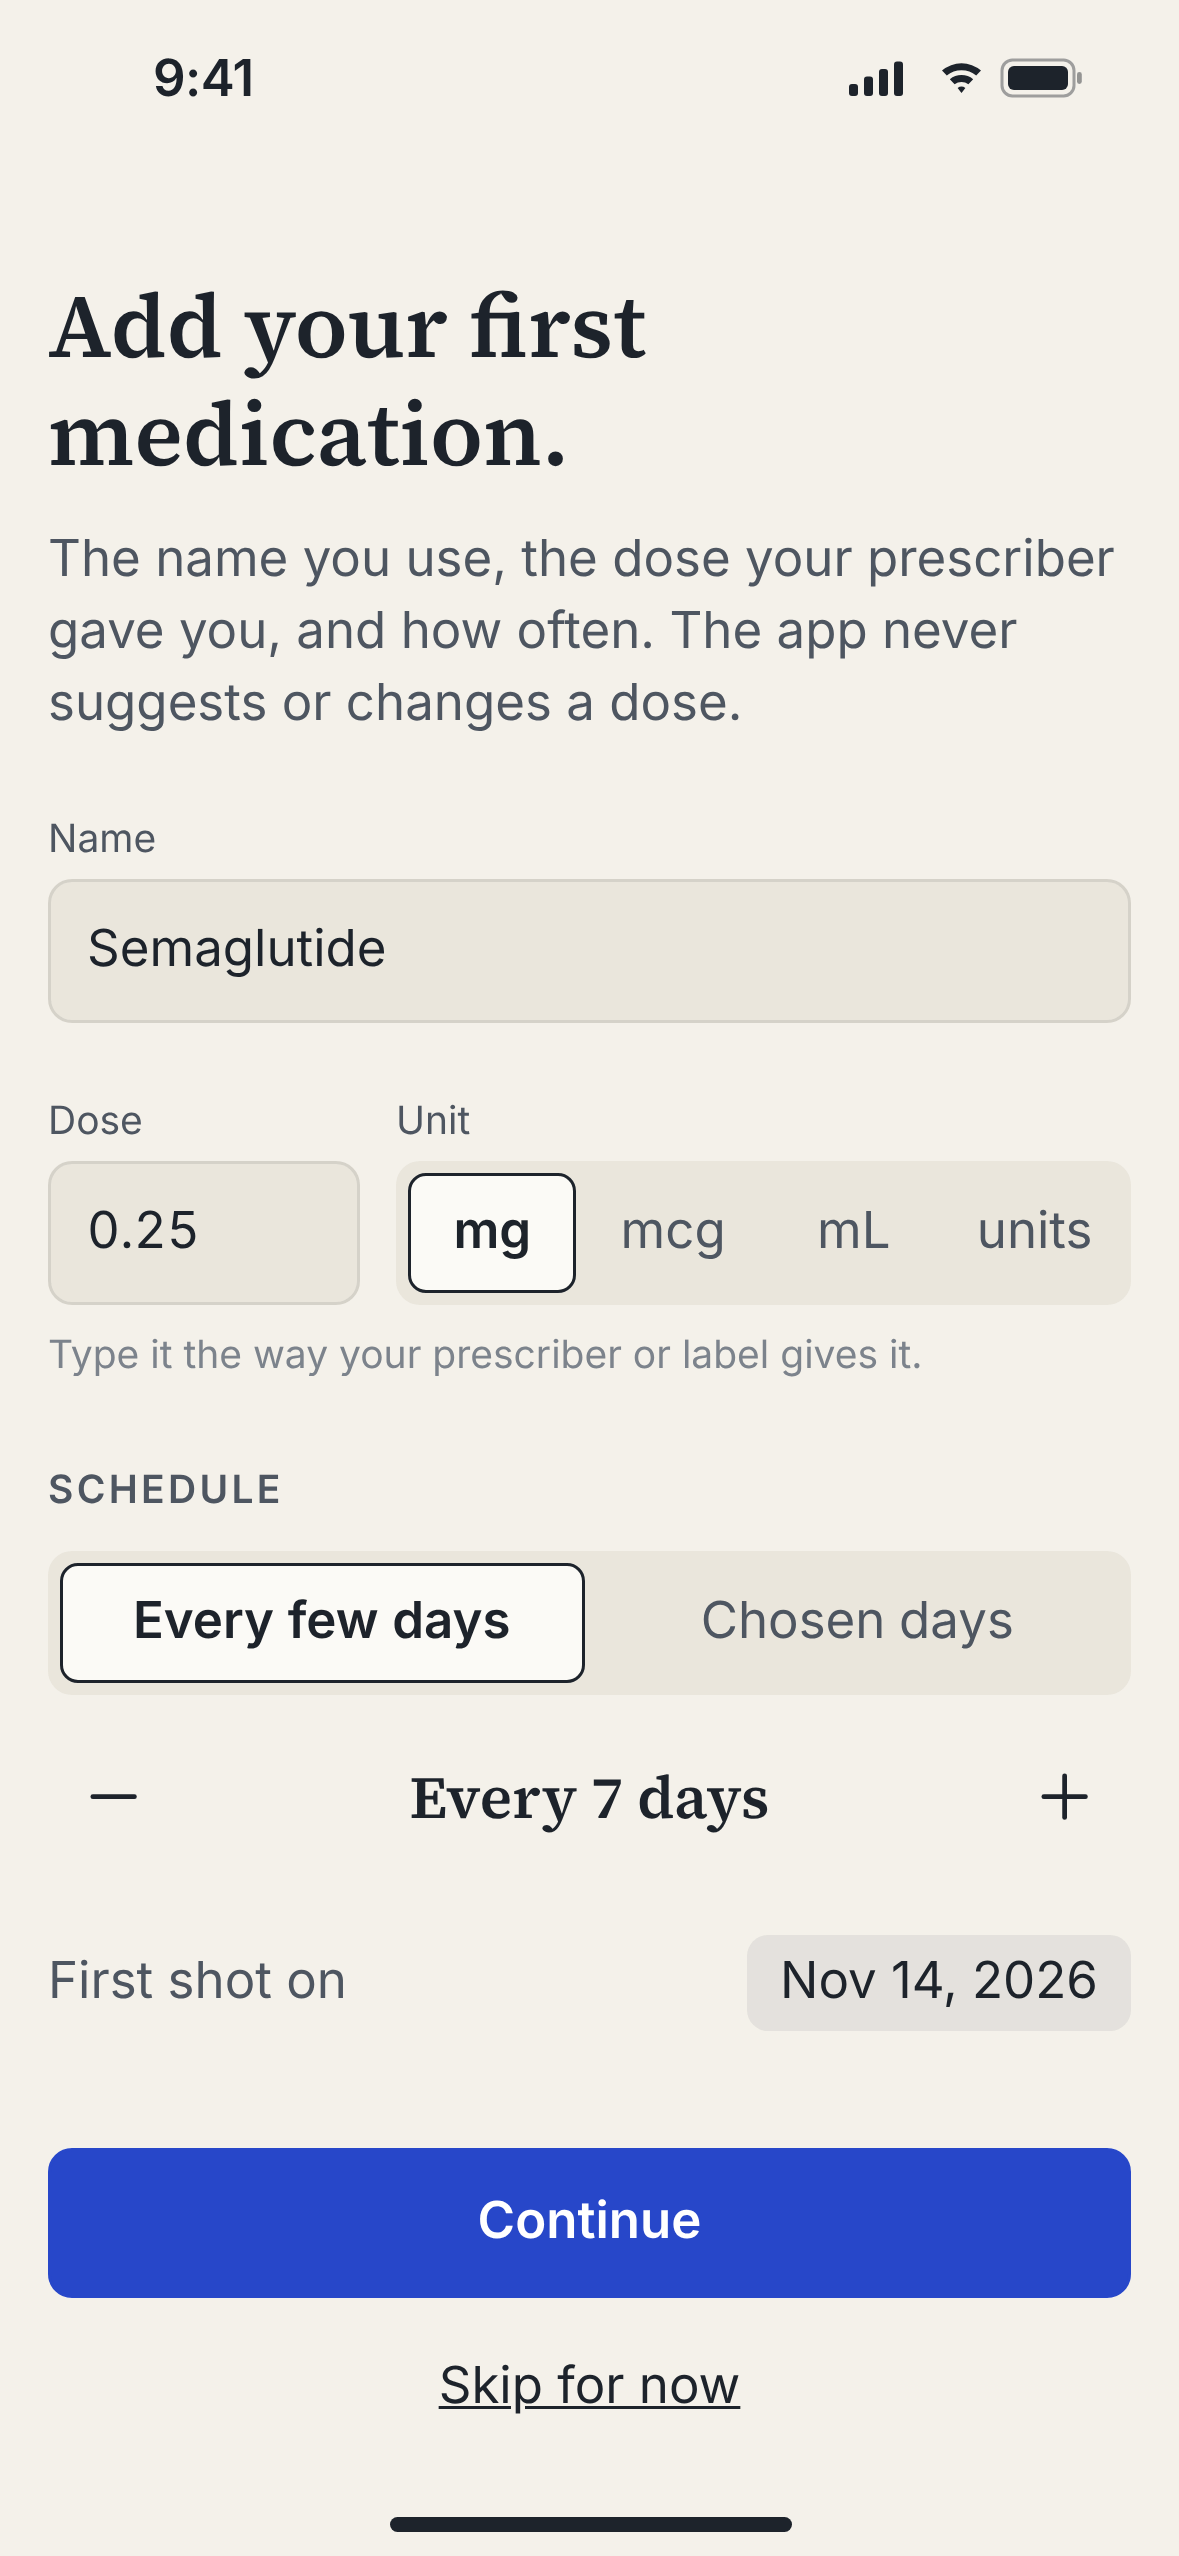 9:41
Add your first
medication.
The name you use, the dose your prescriber
gave you, and how often. The app never
suggests or changes a dose.
Name
Semaglutide
Dose Unit
0.25 mg mcg mL units
Type it the way your prescriber or label gives it.
SCHEDULE
Every few days Chosen days
Every 7 days
First shot on Nov 14, 2026
Continue
Skip for now